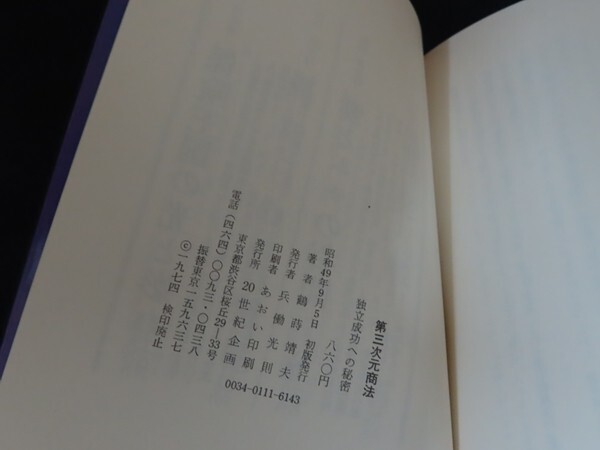 第三次元商法
独立成功への秘密
八六〇円
昭和49年9月5日 初版発行
著者 鶴蒔靖夫
発行者 兵働光則
印刷者 あおい印刷
発行所 20世紀企画
東京都渋谷区桜丘29―33号
電話(四六四)〇〇九三・〇四三八
振替東京一五九六三七
©一九七四 検印廃止
0034-0111-6143